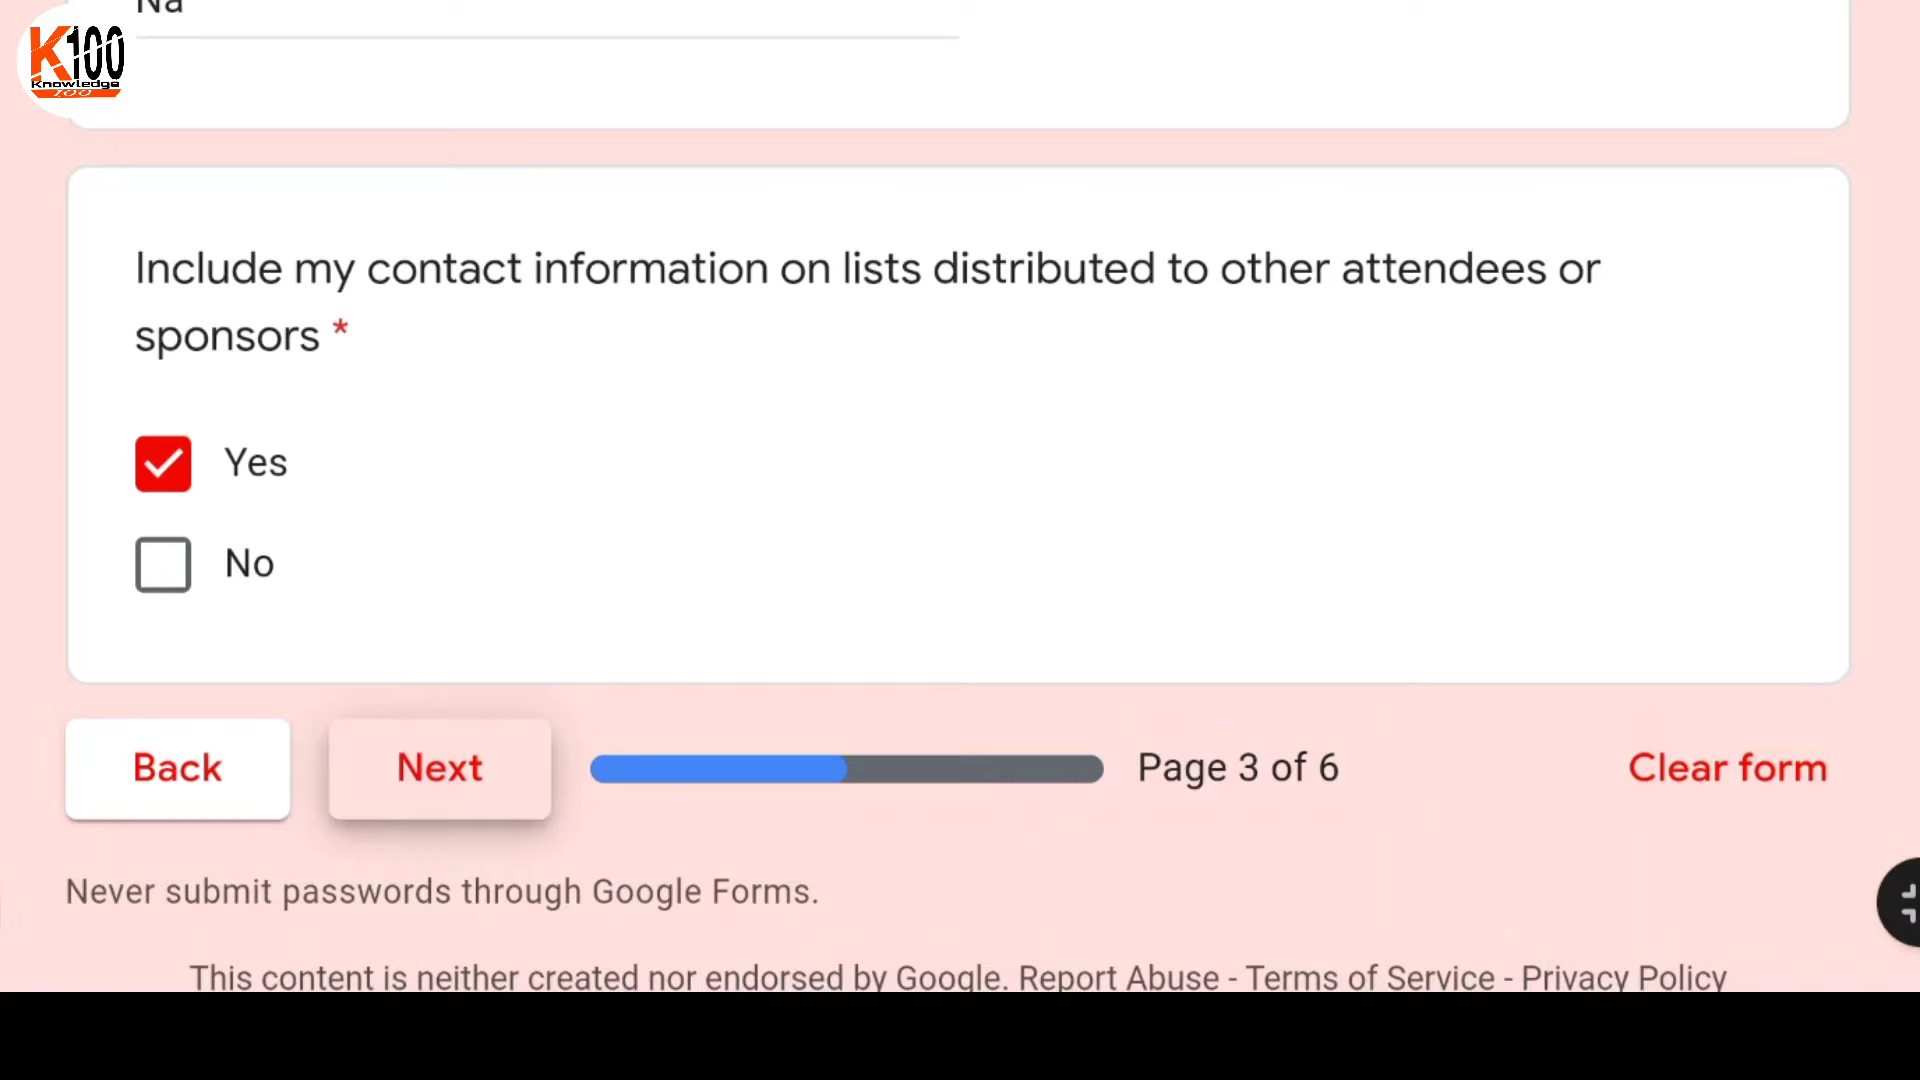 Na
K100
Knowledge
100
Include my contact information on lists distributed to other attendees or
sponsors *
Yes
No
Back Next Page 3 of 6 Clear form
Never submit passwords through Google Forms.
This content is neither created nor endorsed by Google. Report Abuse - Terms of Service - Privacy Policy